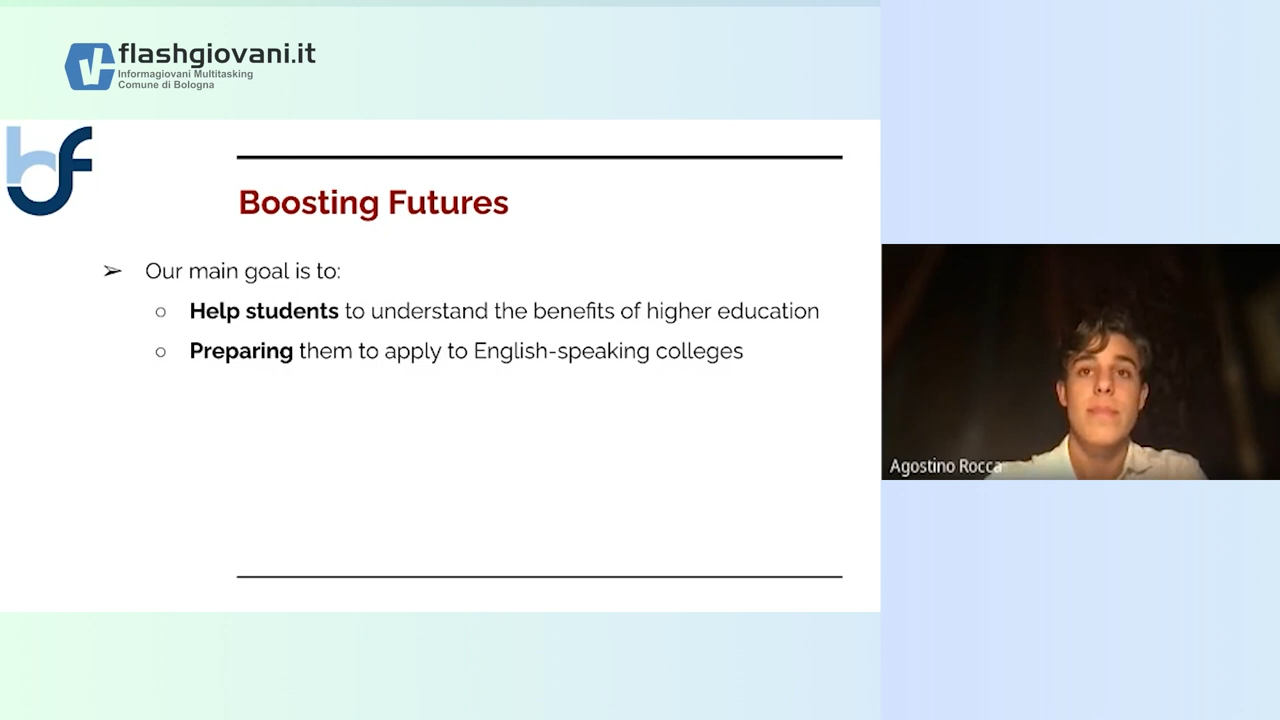 flashgiovani.it
Informagiovani Multitasking
Comune di Bologna
bf
Boosting Futures
➢ Our main goal is to:
○ Help students to understand the benefits of higher education
○ Preparing them to apply to English-speaking colleges
Agostino Rocca